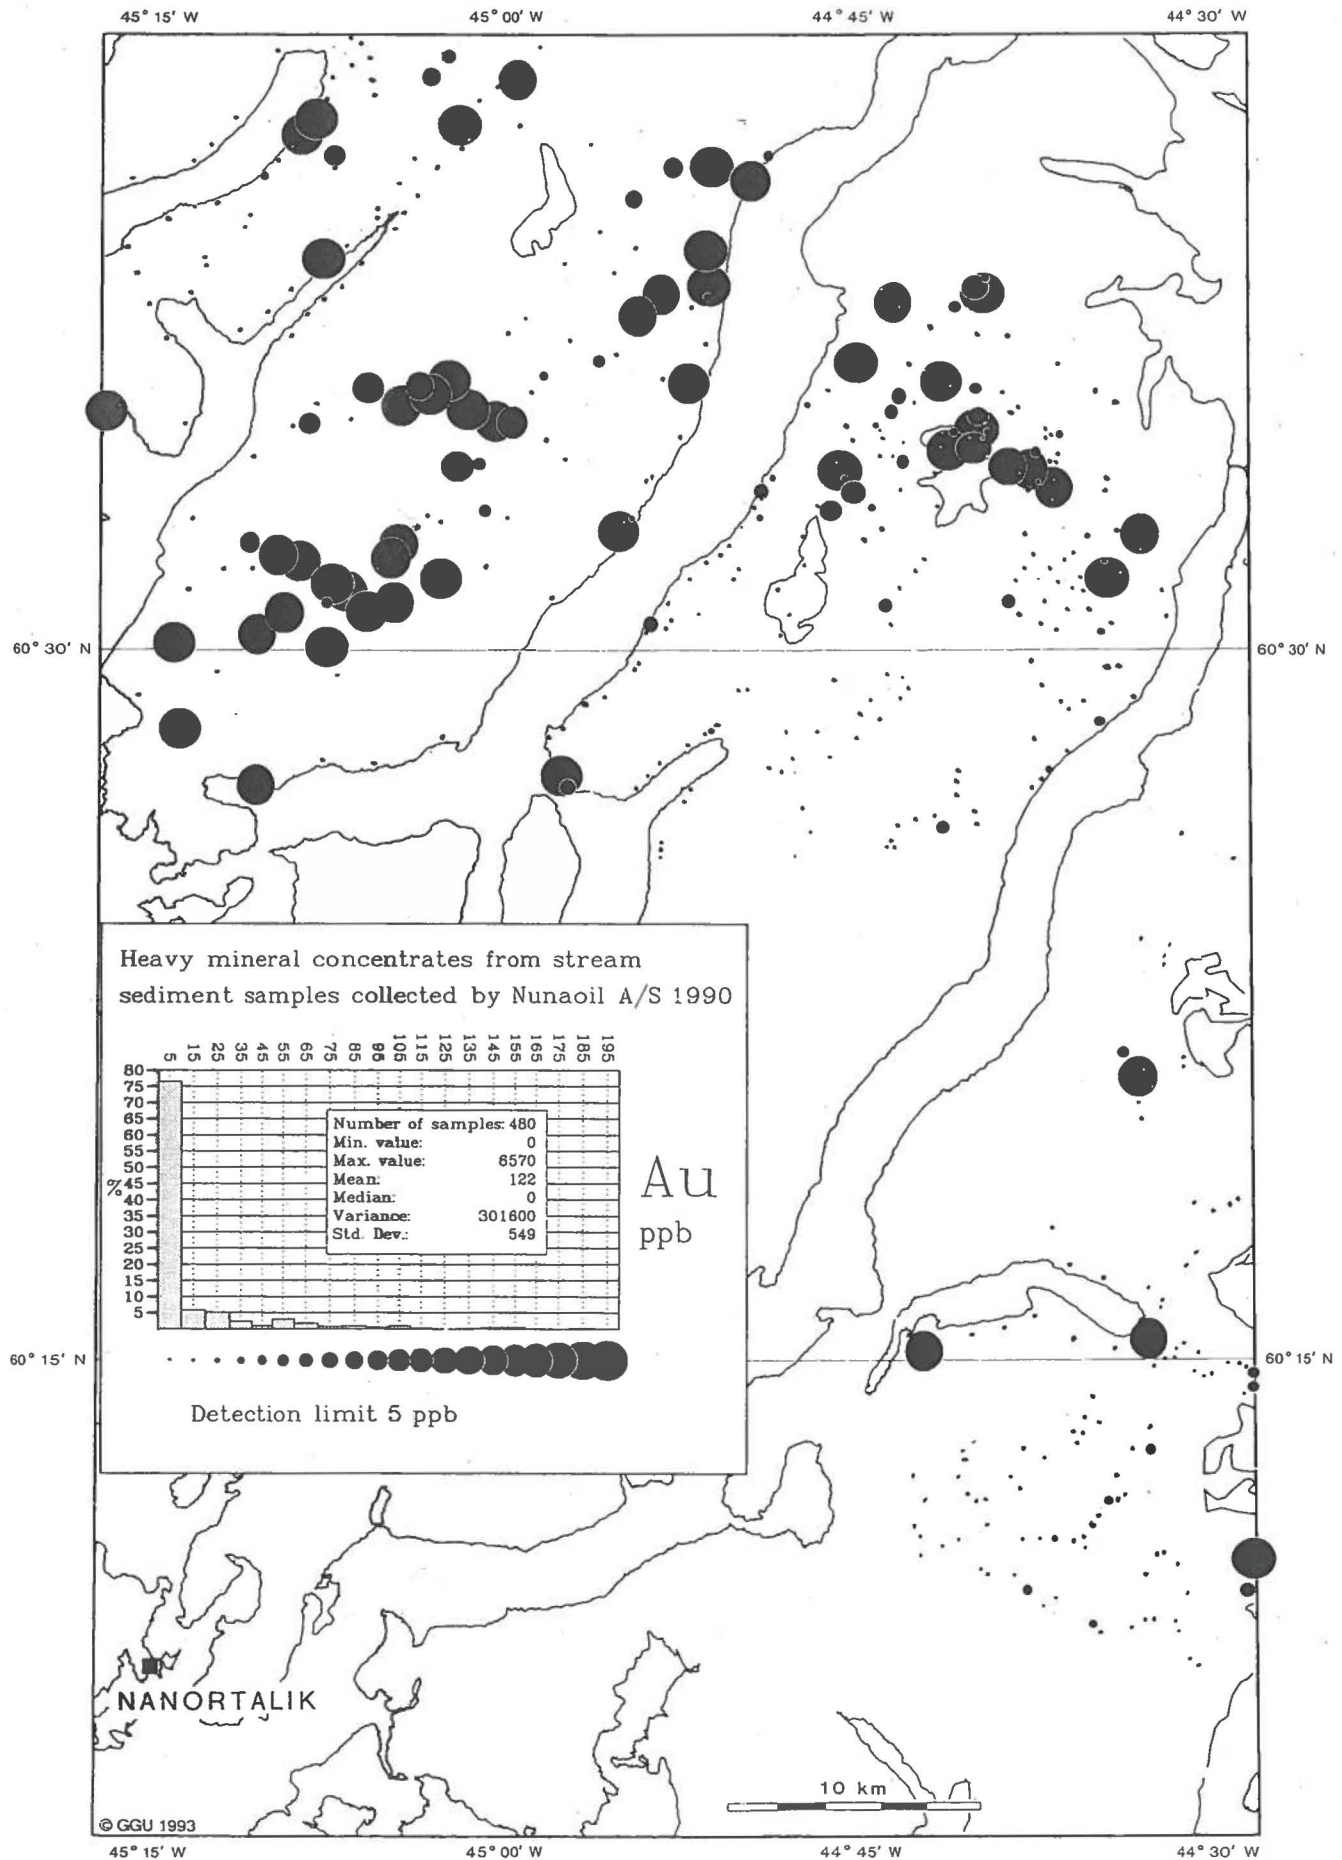 45° 15' W 45° 00' W 44° 45' W 44° 30' W
60° 30' N 60° 30' N
Heavy mineral concentrates from stream
sediment samples collected by Nunaoil A/S 1990
5 15 25 35 45 55 65 75 85 95 105 115 125 135 145 155 165 175 185 195
80
75
70
65
60
55
50
45
40
35
30
25
20
15
10
5
%
Number of samples: 480
Min. value: 0
Max. value: 6570
Mean: 122
Median: 0
Variance: 301600
Std. Dev.: 549
Au
ppb
60° 15' N 60° 15' N
Detection limit 5 ppb
NANORTALIK
10 km
© GGU 1993
45° 15' W 45° 00' W 44° 45' W 44° 30' W